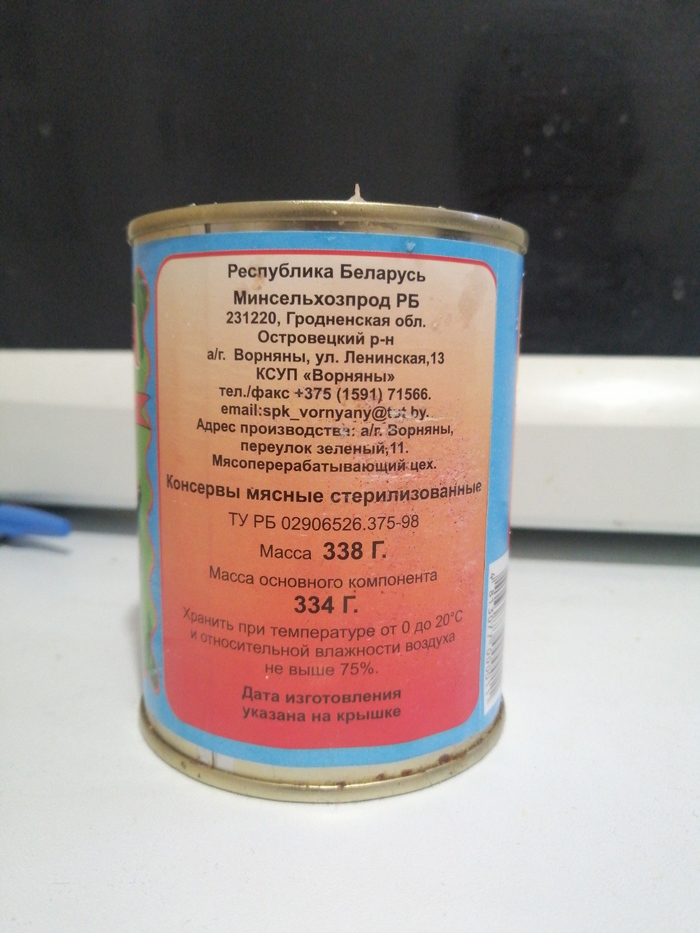 Республика Беларусь
Минсельхозпрод РБ
231220, Гродненская обл.
Островецкий р-н
а/г. Ворняны, ул. Ленинская,13
КСУП «Ворняны»
тел./факс +375 (1591) 71566.
email:spk_vornyany@tut.by.
Адрес производства: а/г. Ворняны,
переулок зеленый,11.
Мясоперерабатывающий цех.
Консервы мясные стерилизованные
ТУ РБ 02906526.375-98
Масса 338 Г.
Масса основного компонента
334 Г.
Хранить при температуре от 0 до 20°С
и относительной влажности воздуха
не выше 75%.
Дата изготовления
указана на крышке